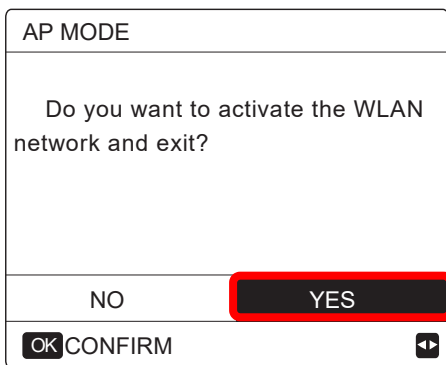 AP MODE
Do you want to activate the WLAN
network and exit?
NO YES
OK CONFIRM